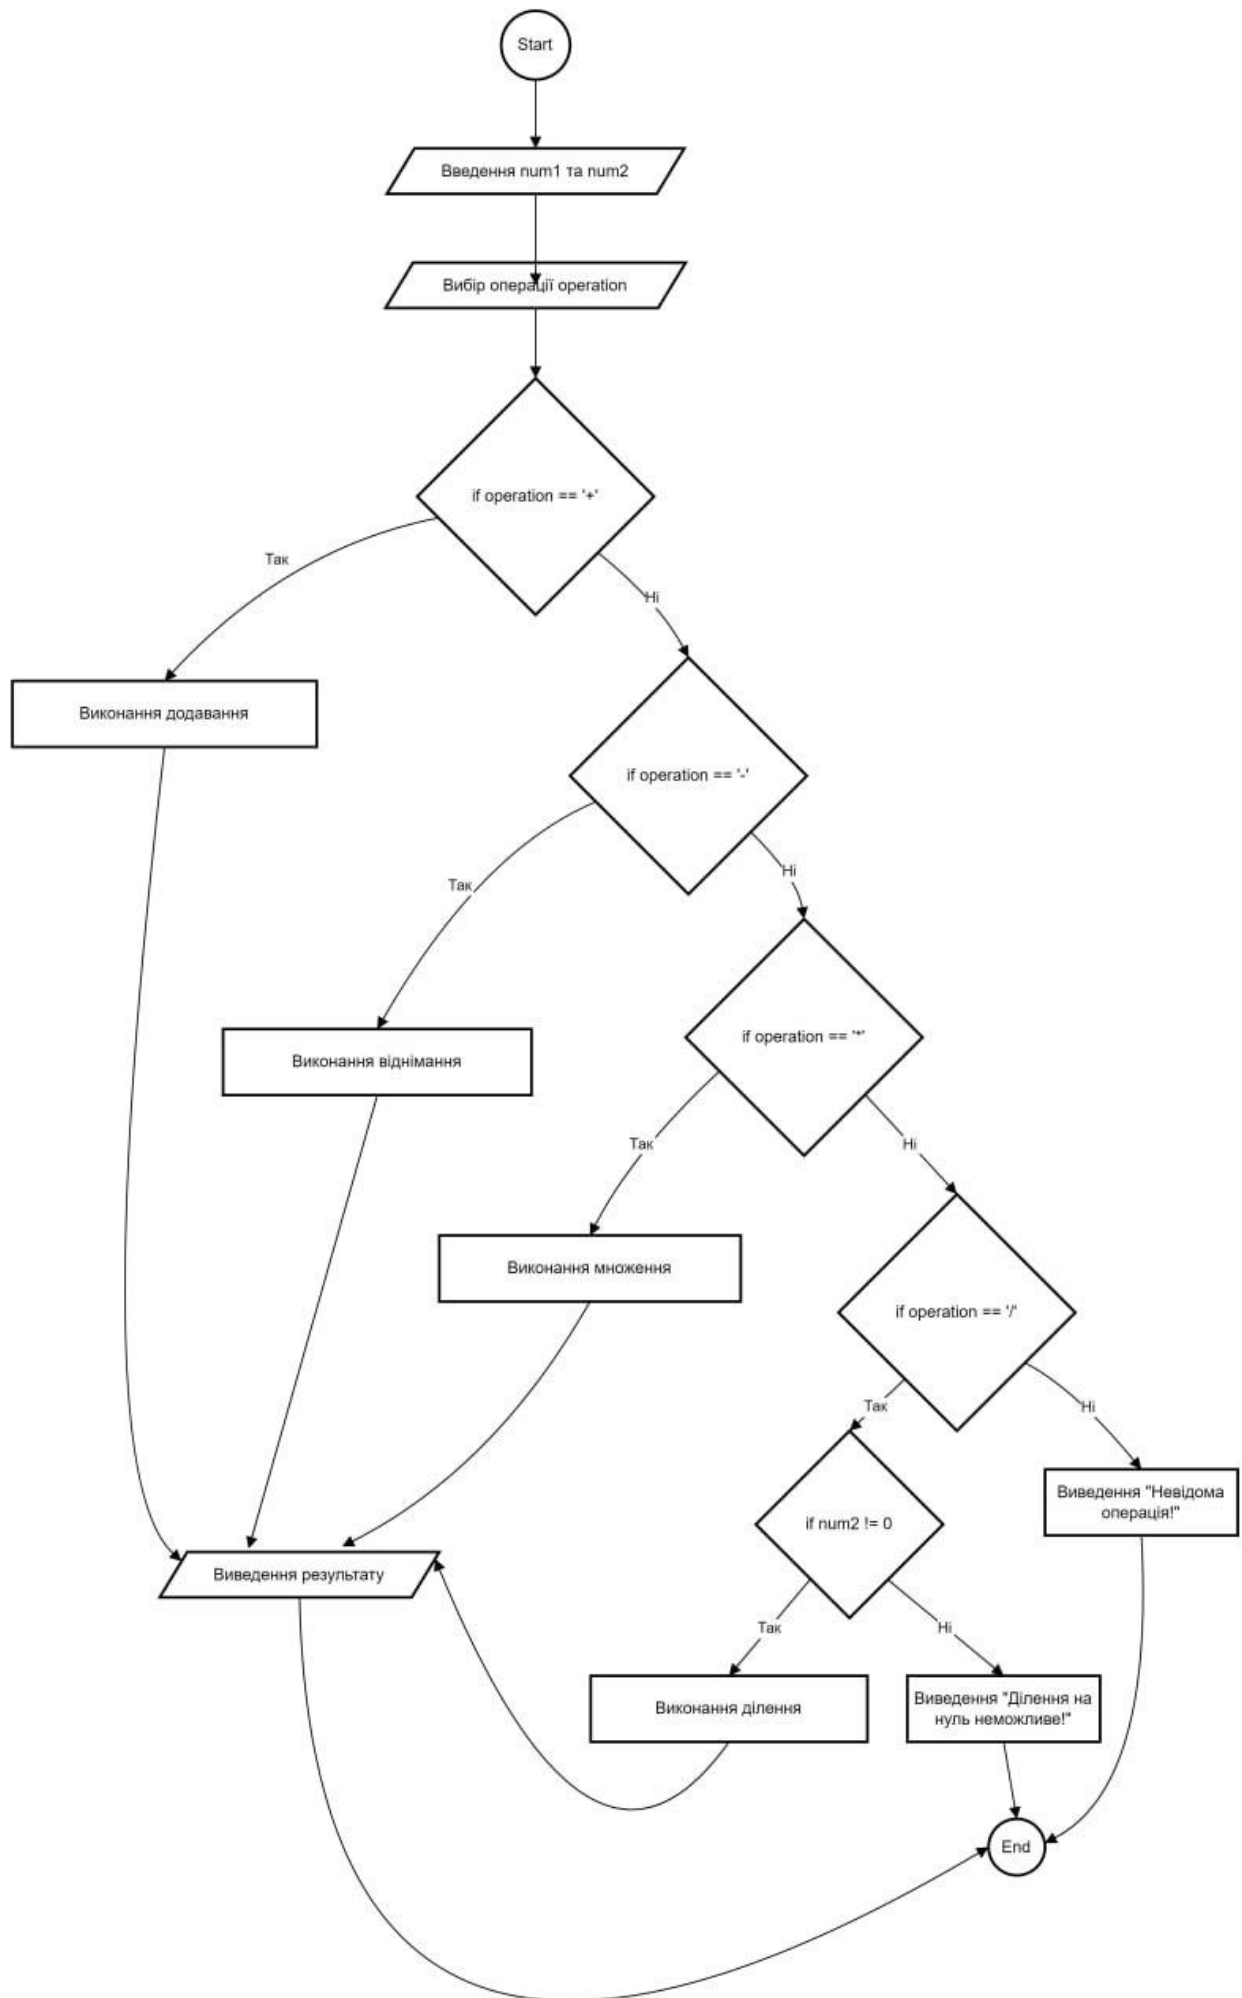 Start
Введення num1 та num2
Вибір операції operation
if operation == '+'
Так
Ні
Виконання додавання
if operation == '-'
Так
Ні
if operation == '*'
Виконання віднімання
Так
Ні
Виконання множення
if operation == '/'
Так
Ні
Виведення "Невідома
операція!"
if num2 != 0
Виведення результату
Так
Ні
Виконання ділення
Виведення "Ділення на
нуль неможливе!"
End